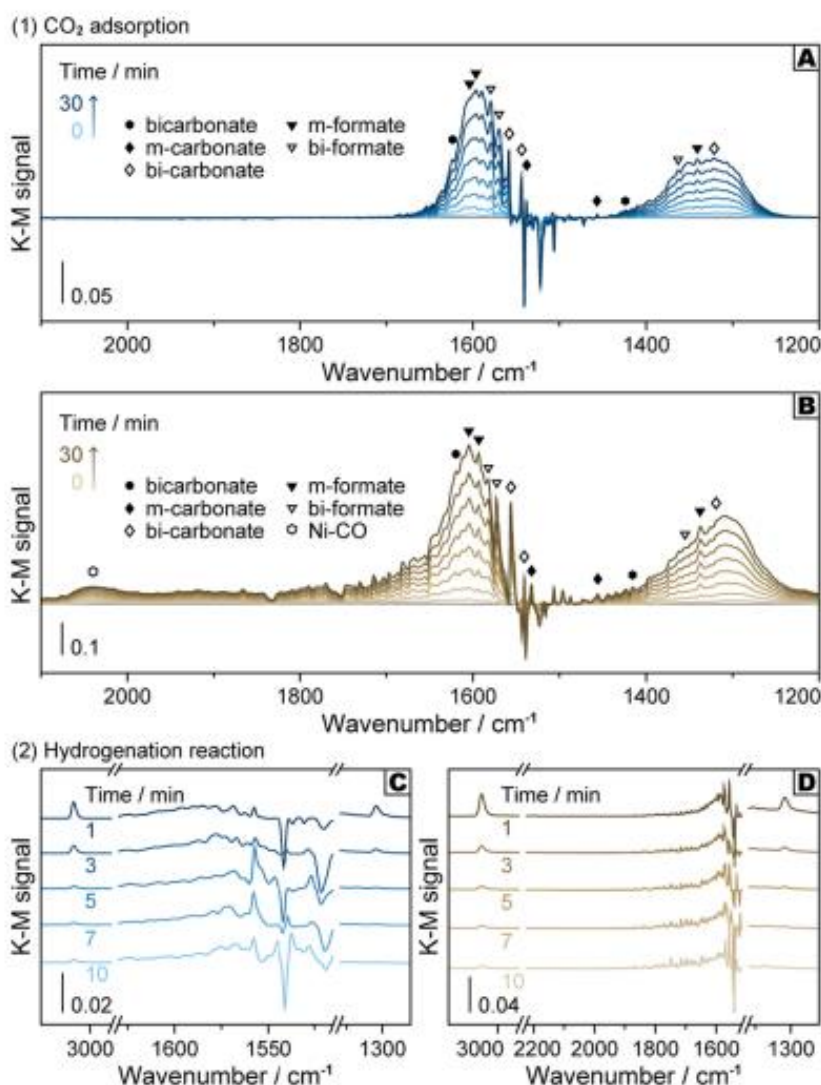 (1) CO₂ adsorption
A
Time / min
30
0
bicarbonate
m-formate
m-carbonate
bi-formate
bi-carbonate
K-M signal
0.05
2000 1800 1600 1400 1200
Wavenumber / cm⁻¹
B
Time / min
30
0
bicarbonate
m-formate
m-carbonate
bi-formate
bi-carbonate
Ni-CO
K-M signal
0.1
2000 1800 1600 1400 1200
Wavenumber / cm⁻¹
(2) Hydrogenation reaction
C
Time / min
1
3
5
7
10
K-M signal
0.02
3000 1600 1550 1300
Wavenumber / cm⁻¹
D
Time / min
1
3
5
7
10
K-M signal
0.04
3000 2200 2000 1800 1600 1300
Wavenumber / cm⁻¹